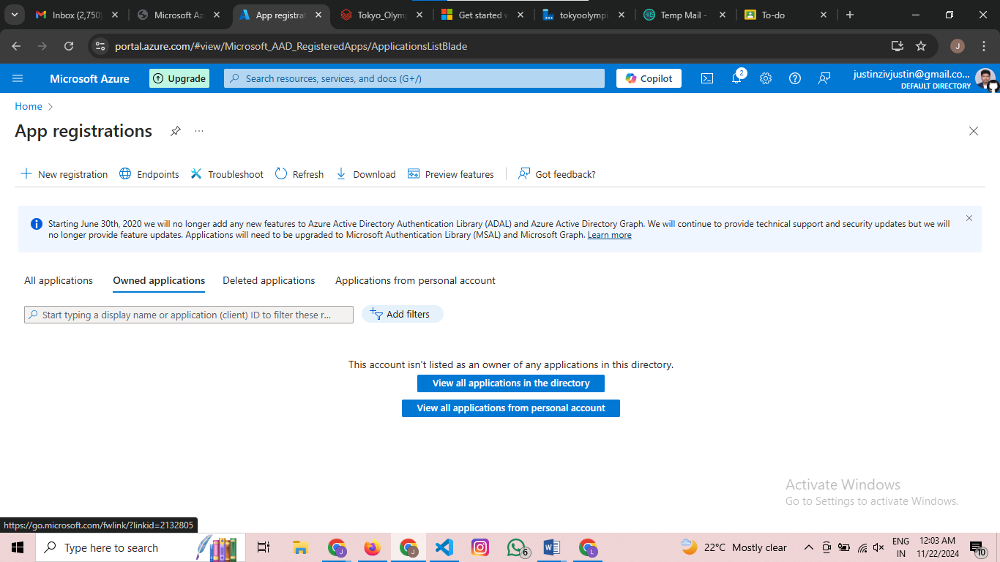 Inbox (2,750)
Microsoft Az
App registrat
Tokyo_Olymp
Get started w
tokyoolympi
Temp Mail -
To-do
portal.azure.com/#view/Microsoft_AAD_RegisteredApps/ApplicationsListBlade
J
Microsoft Azure
Upgrade
Search resources, services, and docs (G+/)
Copilot
2
justinzivjustin@gmail.co...
DEFAULT DIRECTORY
Home
App registrations
New registration
Endpoints
Troubleshoot
Refresh
Download
Preview features
Got feedback?
Starting June 30th, 2020 we will no longer add any new features to Azure Active Directory Authentication Library (ADAL) and Azure Active Directory Graph. We will continue to provide technical support and security updates but we will
no longer provide feature updates. Applications will need to be upgraded to Microsoft Authentication Library (MSAL) and Microsoft Graph. Learn more
All applications
Owned applications
Deleted applications
Applications from personal account
Start typing a display name or application (client) ID to filter these r...
Add filters
This account isn't listed as an owner of any applications in this directory.
View all applications in the directory
View all applications from personal account
Activate Windows
Go to Settings to activate Windows.
https://go.microsoft.com/fwlink/?linkid=2132805
Type here to search
J
J
6
L
22°C Mostly clear
ENG
IN
12:03 AM
11/22/2024
10